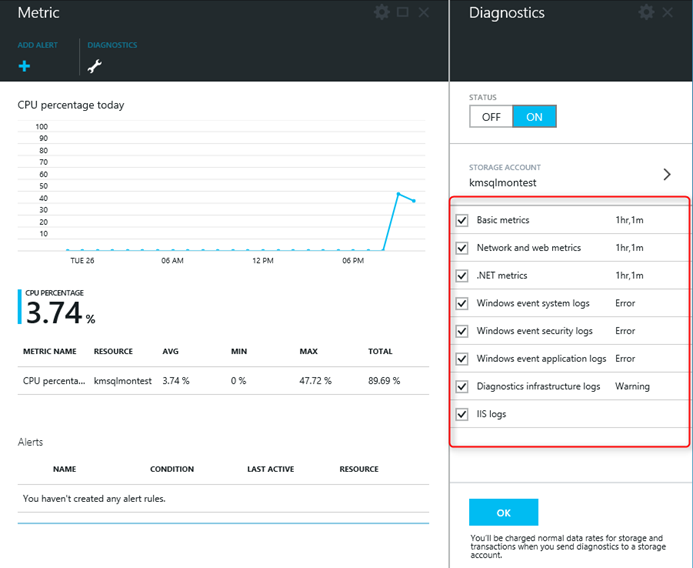 Metric
ADD ALERT DIAGNOSTICS
CPU percentage today
100
90
80
70
60
50
40
30
20
10
TUE 26 06 AM 12 PM 06 PM
CPU PERCENTAGE
3.74 %
METRIC NAME RESOURCE AVG MIN MAX TOTAL
CPU percenta... kmsqlmontest 3.74 % 0 % 47.72 % 89.69 %
Alerts
NAME CONDITION LAST ACTIVE RESOURCE
You haven't created any alert rules.
Diagnostics
STATUS
OFF ON
STORAGE ACCOUNT
kmsqlmontest
Basic metrics 1hr,1m
Network and web metrics 1hr,1m
.NET metrics 1hr,1m
Windows event system logs Error
Windows event security logs Error
Windows event application logs Error
Diagnostics infrastructure logs Warning
IIS logs
OK
You'll be charged normal data rates for storage and
transactions when you send diagnostics to a storage
account.